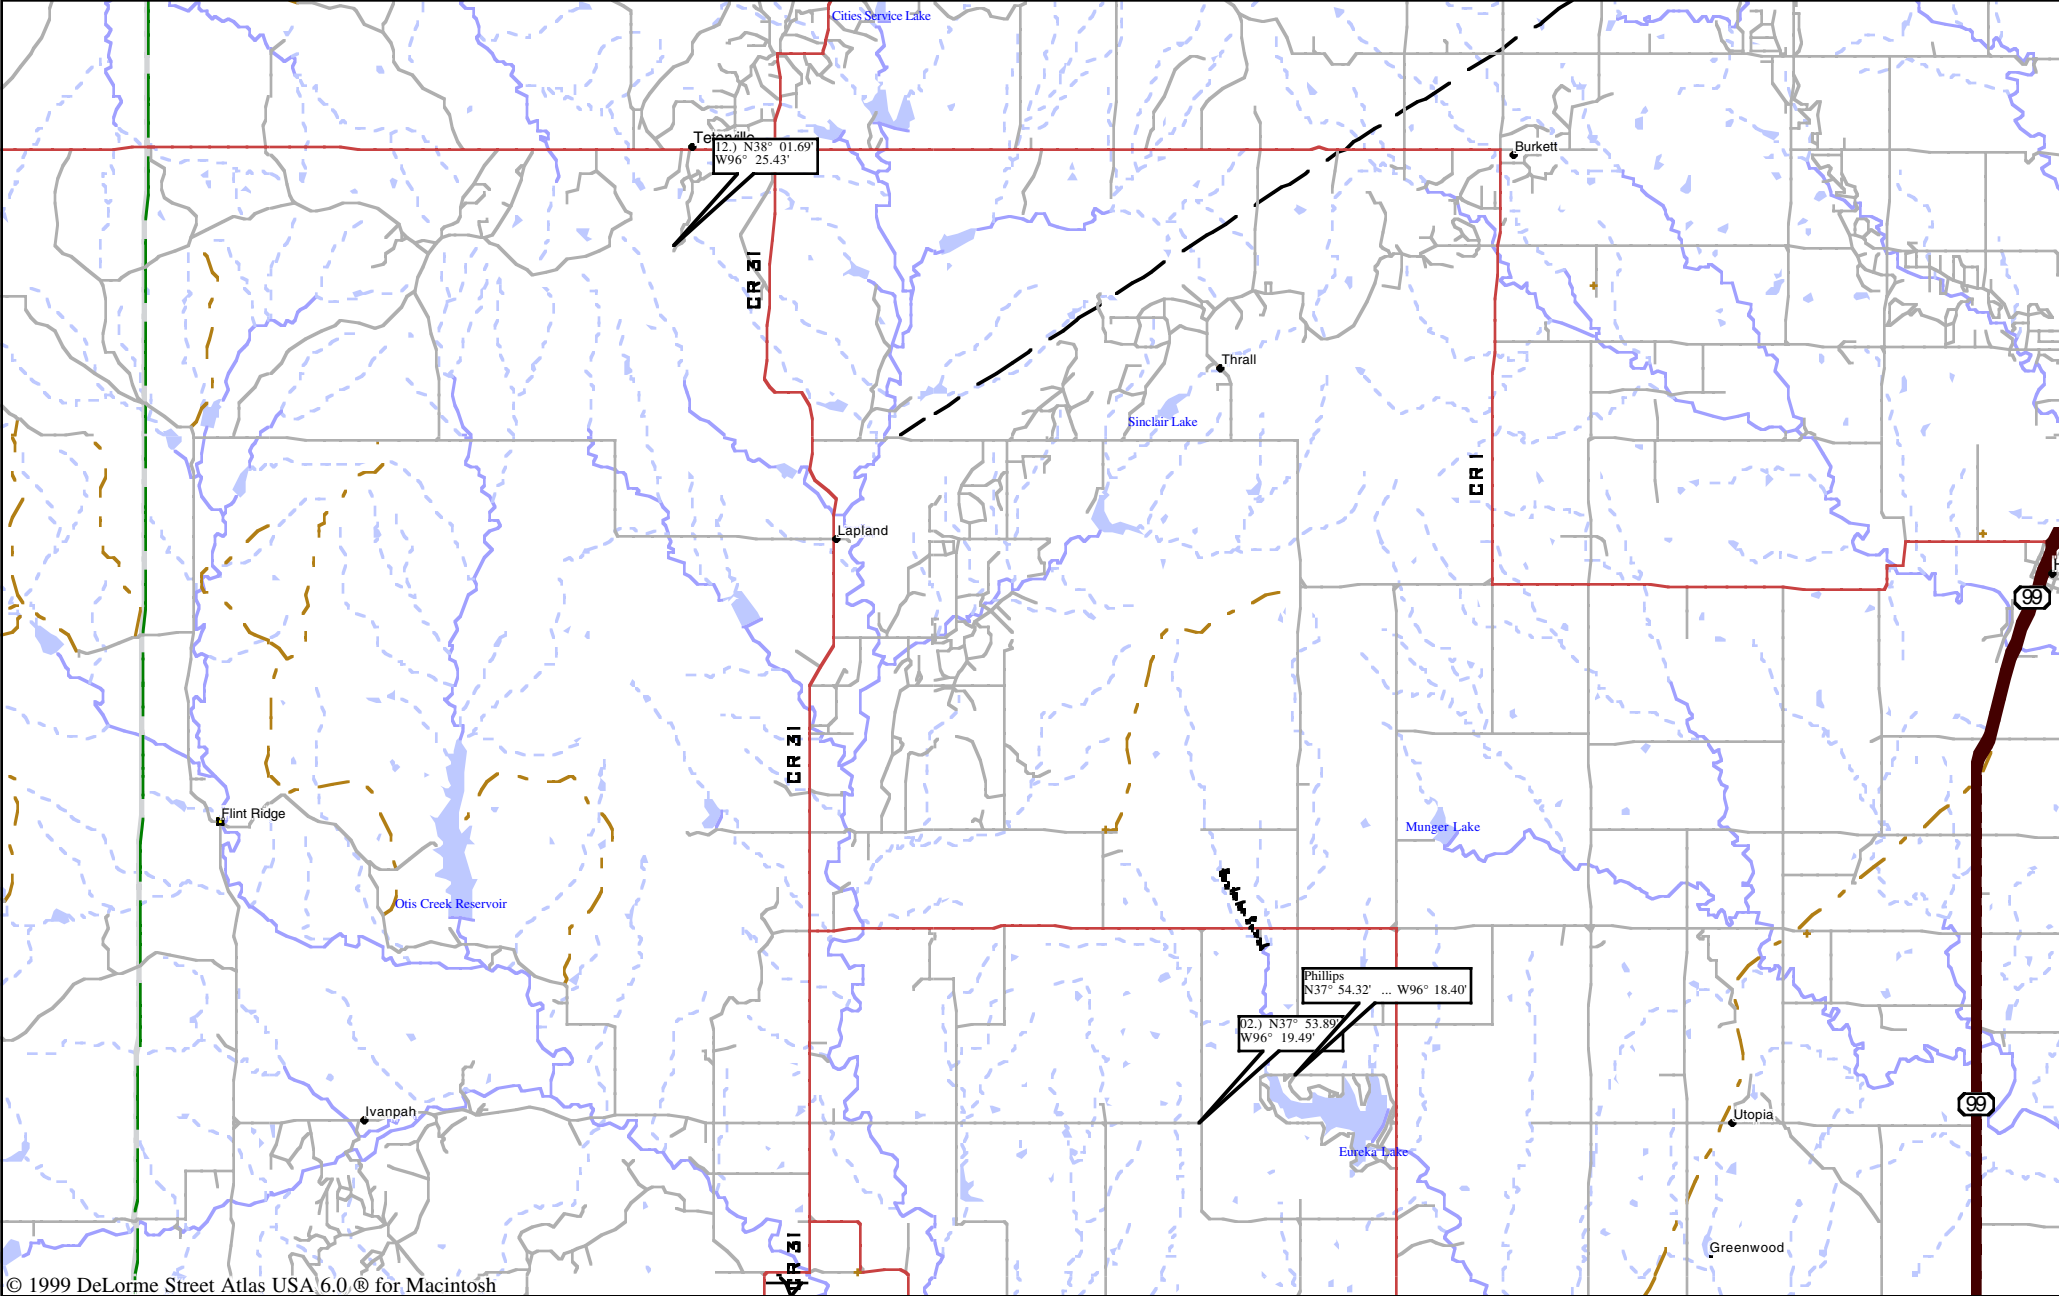 Cities Service Lake
Teterville
12.) N38° 01.69'
W96° 25.43'
Burkett
CR 31
Thrall
Sinclair Lake
CR 1
Lapland
99
CR 31
Flint Ridge
Munger Lake
Otis Creek Reservoir
Phillips
N37° 54.32' ... W96° 18.40'
02.) N37° 53.89'
W96° 19.49'
99
Ivanpah
Utopia
Eureka Lake
CR 31
Greenwood
© 1999 DeLorme Street Atlas USA 6.0 ® for Macintosh